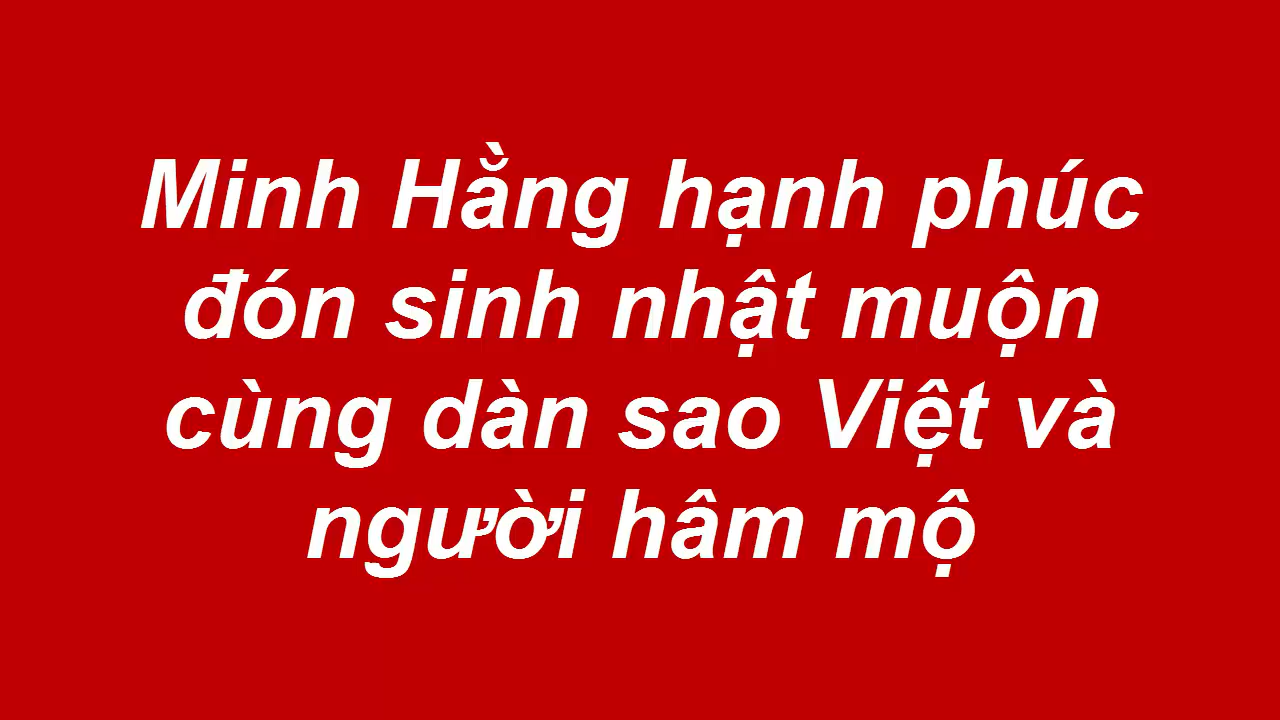 Minh Hằng hạnh phúc
đón sinh nhật muộn
cùng dàn sao Việt và
người hâm mộ